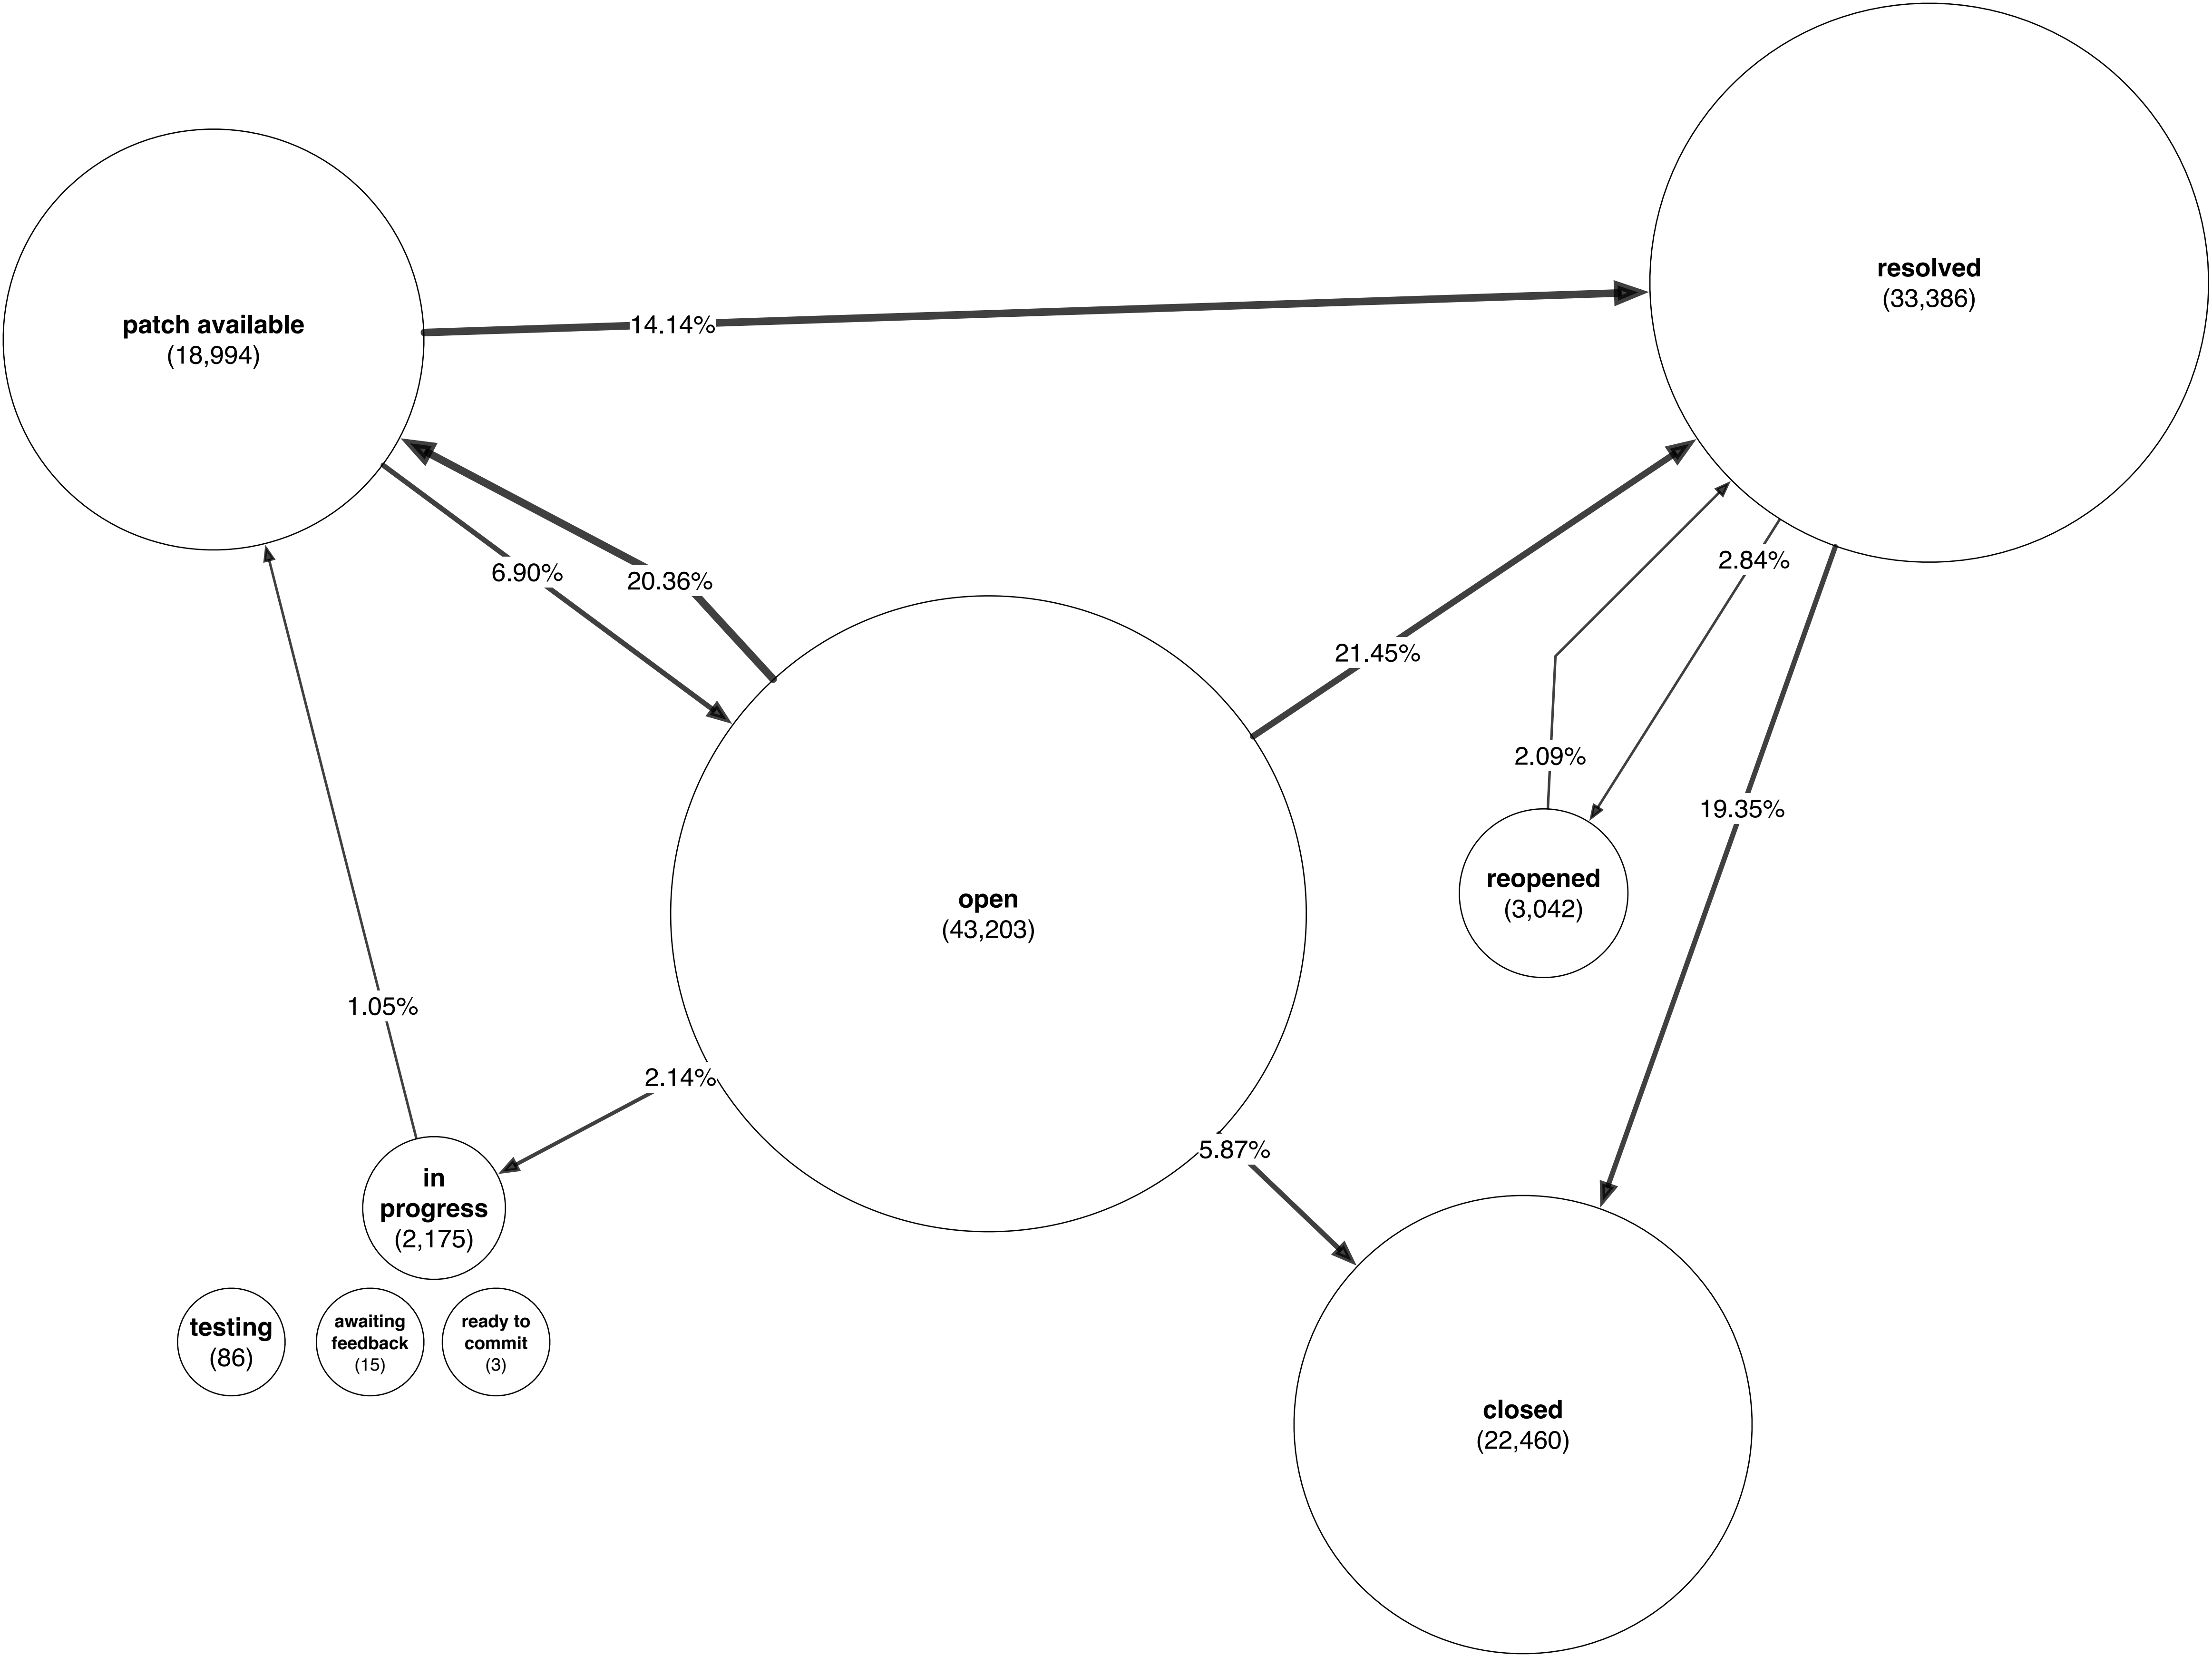 resolved
(33,386)
patch available
(18,994)
14.14%
2.84%
6.90%
20.36%
21.45%
2.09%
19.35%
reopened
(3,042)
open
(43,203)
1.05%
2.14%
5.87%
in
progress
(2,175)
testing
(86)
awaiting
feedback
(15)
ready to
commit
(3)
closed
(22,460)